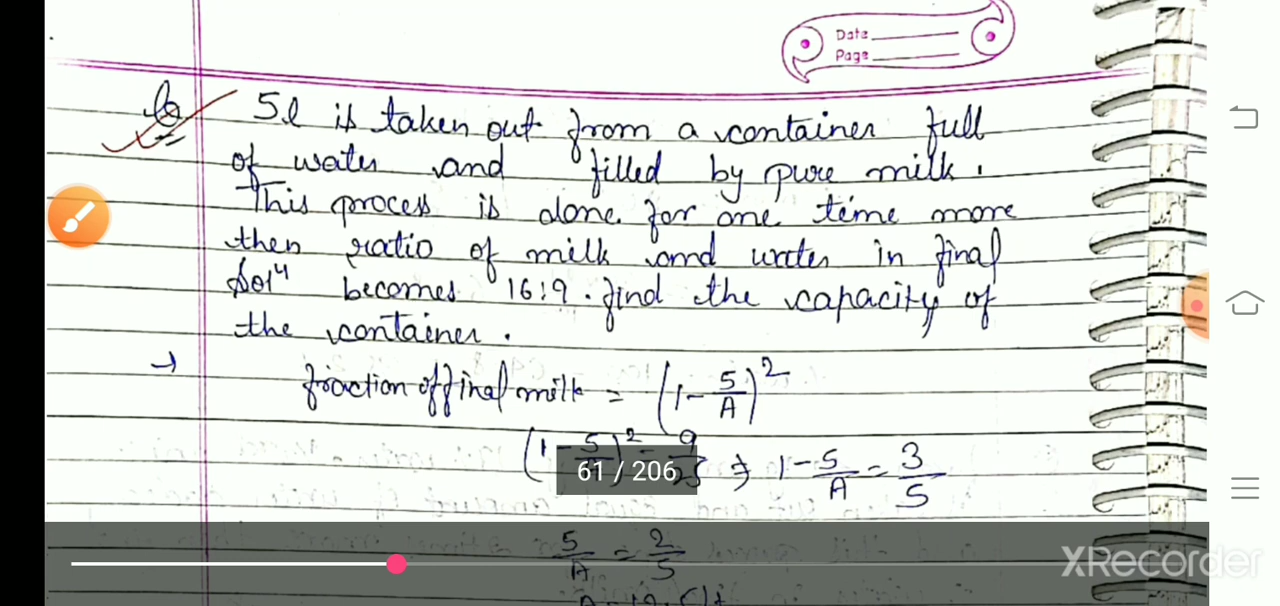 Date
Page
Q
5l is taken out from a container full
of water and filled by pure milk.
This process is done for one time more
then ratio of milk and water in final
Sol^n becomes 16:9. find the capacity of
the container.
→ fraction of final milk = (1 - 5/A)^2
(1 - 5/A)^2 = 9/25 ⇒ 1 - 5/A = 3/5
61 / 206
5/A = 2/5
XRecorder